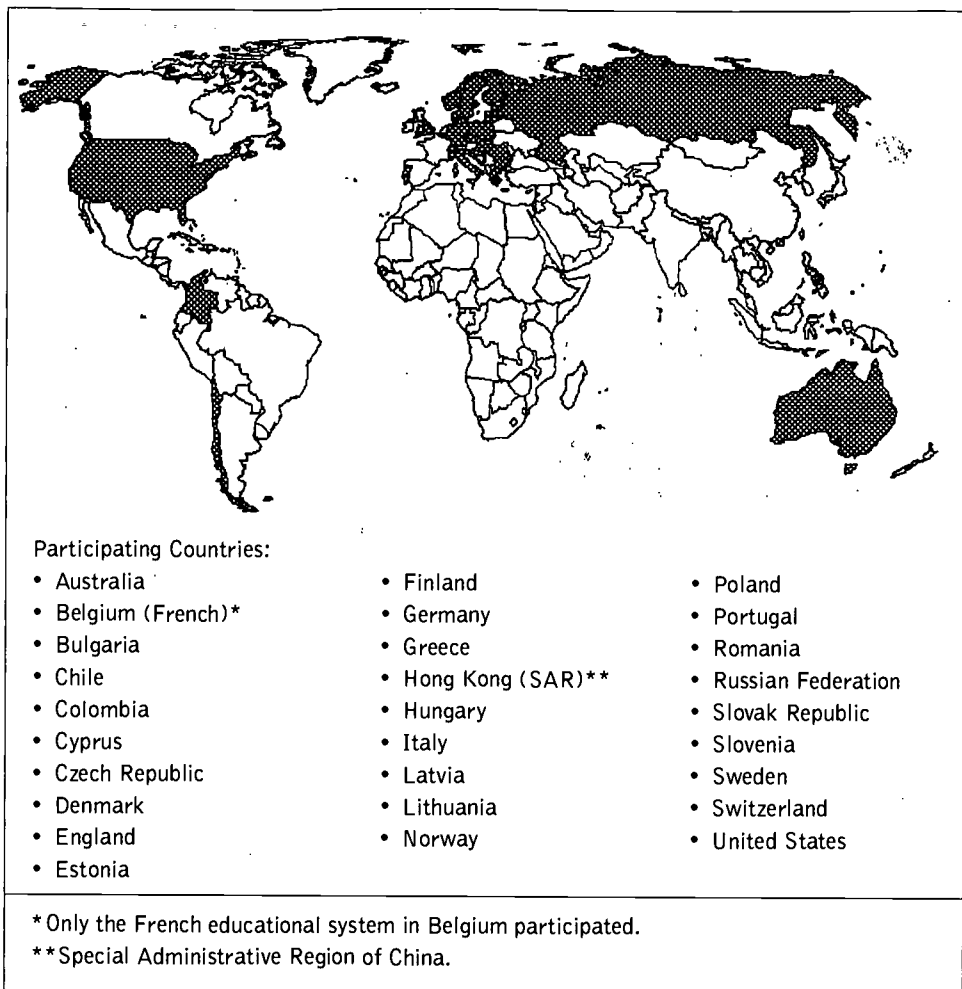 Participating Countries:
• Australia
• Belgium (French)*
• Bulgaria
• Chile
• Colombia
• Cyprus
• Czech Republic
• Denmark
• England
• Estonia
• Finland
• Germany
• Greece
• Hong Kong (SAR)**
• Hungary
• Italy
• Latvia
• Lithuania
• Norway
• Poland
• Portugal
• Romania
• Russian Federation
• Slovak Republic
• Slovenia
• Sweden
• Switzerland
• United States
*Only the French educational system in Belgium participated.
**Special Administrative Region of China.